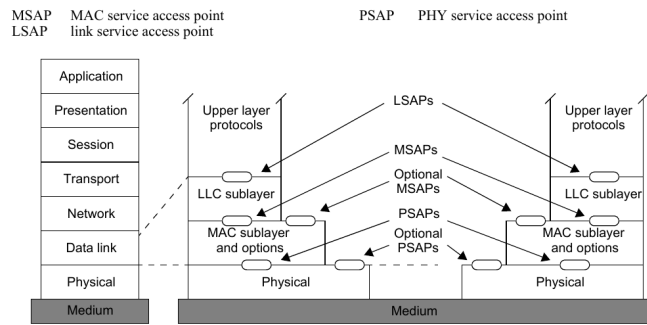 MSAP MAC service access point PSAP PHY service access point
LSAP link service access point
Application
Presentation
Session
Transport
Network
Data link
Physical
Medium
Upper layer
protocols
LLC sublayer
MAC sublayer
and options
Physical
LSAPs
MSAPs
Optional
MSAPs
PSAPs
Optional
PSAPs
Upper layer
protocols
LLC sublayer
MAC sublayer
and options
Physical
Medium